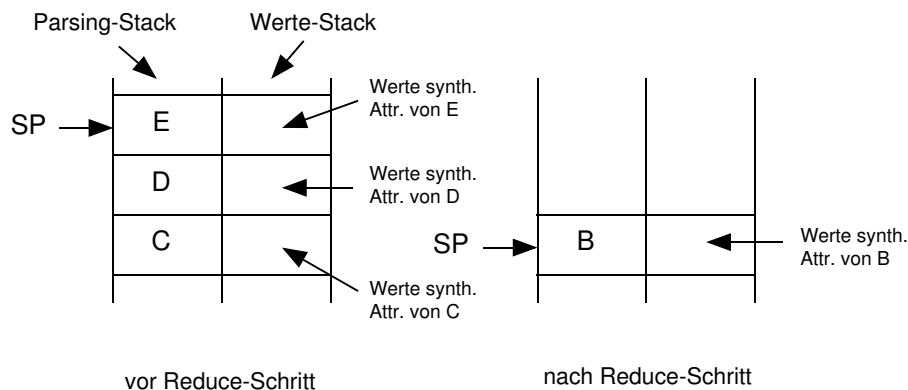 Parsing-Stack
Werte-Stack
Werte synth.
Attr. von E
SP
E
D
Werte synth.
Attr. von D
C
Werte synth.
Attr. von C
SP
B
Werte synth.
Attr. von B
vor Reduce-Schritt
nach Reduce-Schritt